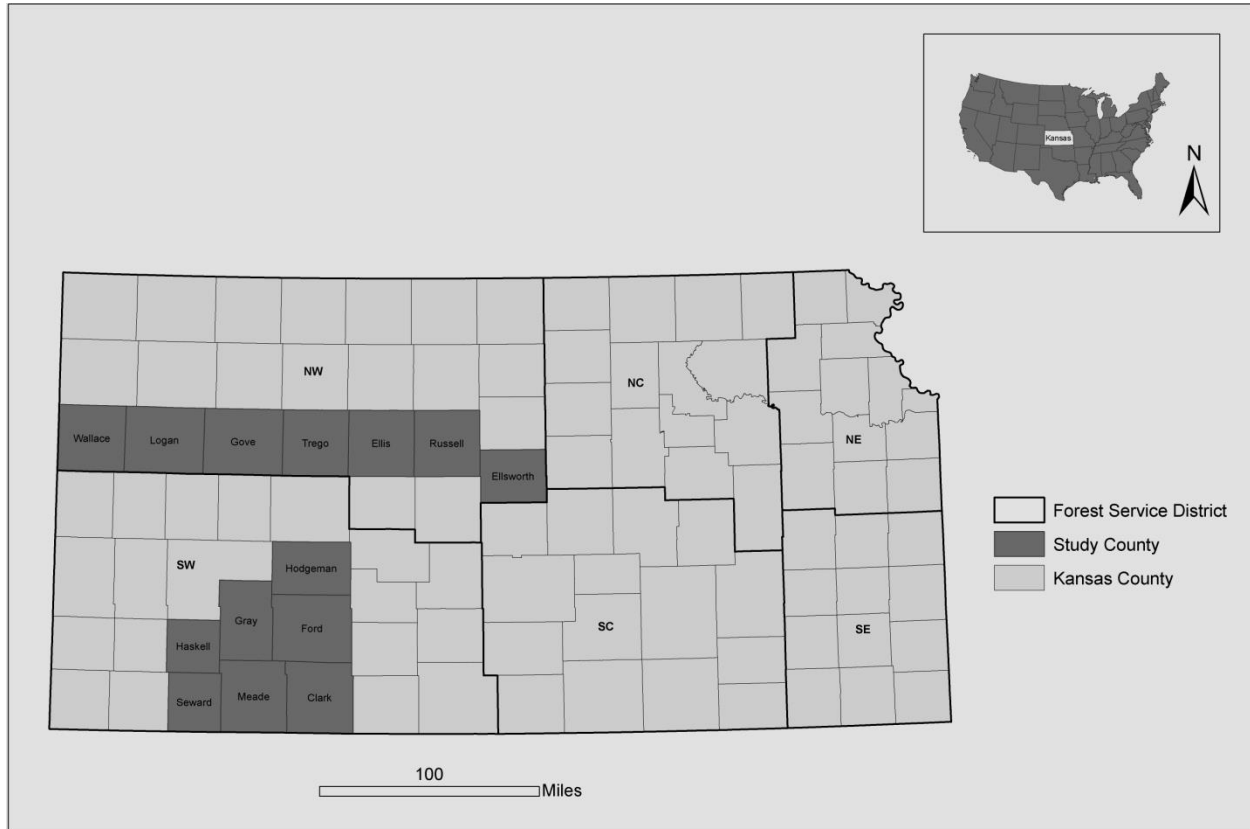 Kansas
N
NW
NC
NE
Wallace
Logan
Gove
Trego
Ellis
Russell
Ellsworth
SW
Hodgeman
Gray
Ford
Haskell
Seward
Meade
Clark
SC
SE
Forest Service District
Study County
Kansas County
100
Miles